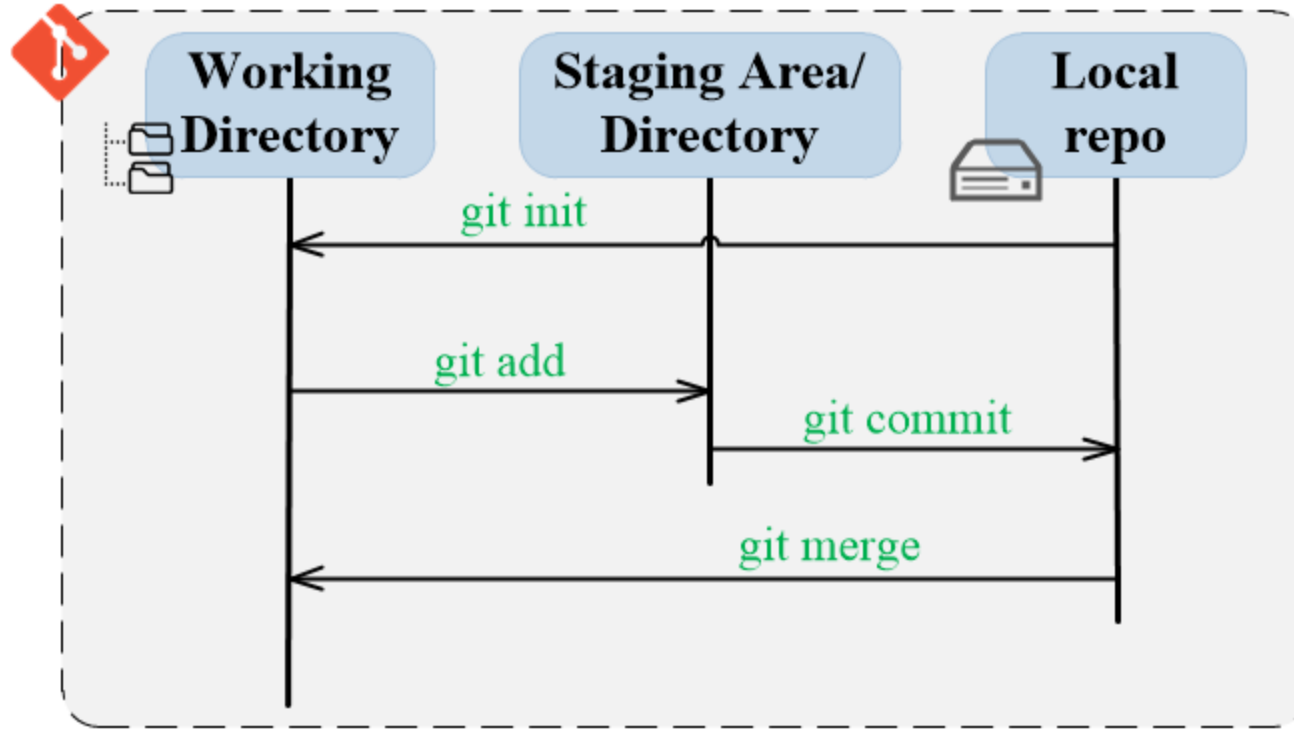 Working
Directory
Staging Area/
Directory
Local
repo
git init
git add
git commit
git merge